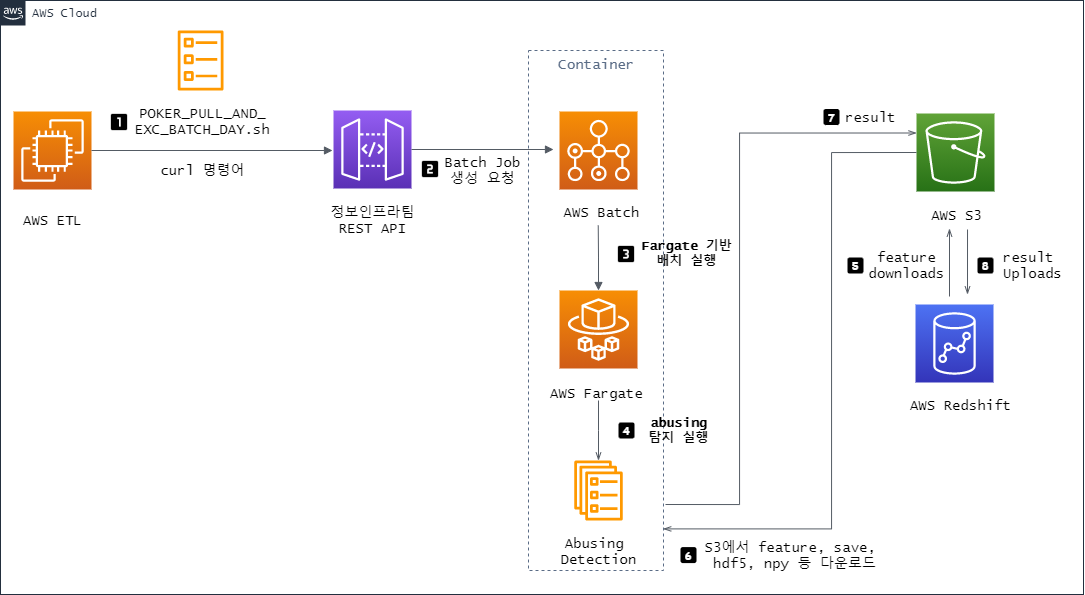 aws
AWS Cloud
1
POKER_PULL_AND_
EXC_BATCH_DAY.sh
curl 명령어
AWS ETL
정보인프라팀
REST API
2
Batch Job
생성 요청
Container
AWS Batch
3
Fargate 기반
배치 실행
AWS Fargate
4
abusing
탐지 실행
Abusing
Detection
7 result
AWS S3
5
feature
downloads
8
result
Uploads
AWS Redshift
6
S3에서 feature, save,
hdf5, npy 등 다운로드